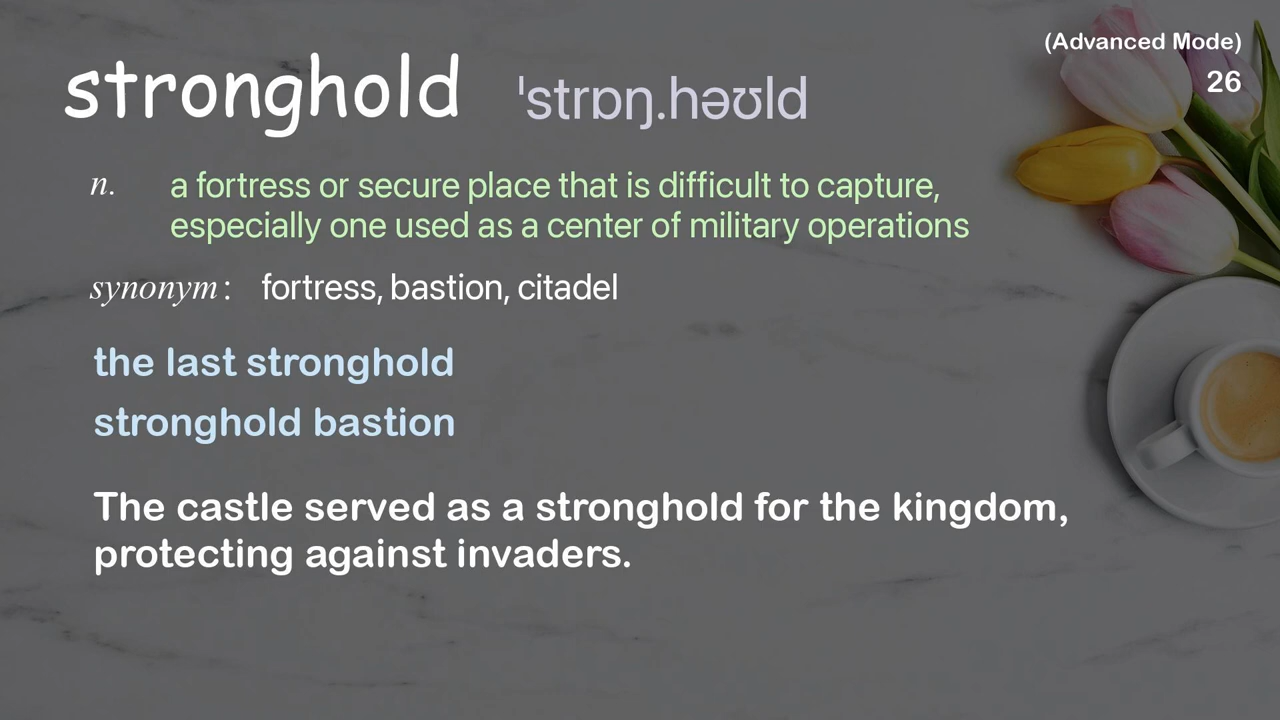 (Advanced Mode)
26
stronghold ˈstrɒŋ.həʊld
n. a fortress or secure place that is difficult to capture,
especially one used as a center of military operations
synonym: fortress, bastion, citadel
the last stronghold
stronghold bastion
The castle served as a stronghold for the kingdom,
protecting against invaders.